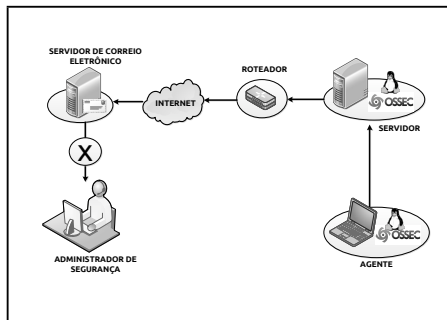 SERVIDOR DE CORREIO
ELETRÔNICO
INTERNET
ROTEADOR
OSSEC
SERVIDOR
X
ADMINISTRADOR DE
SEGURANÇA
OSSEC
AGENTE